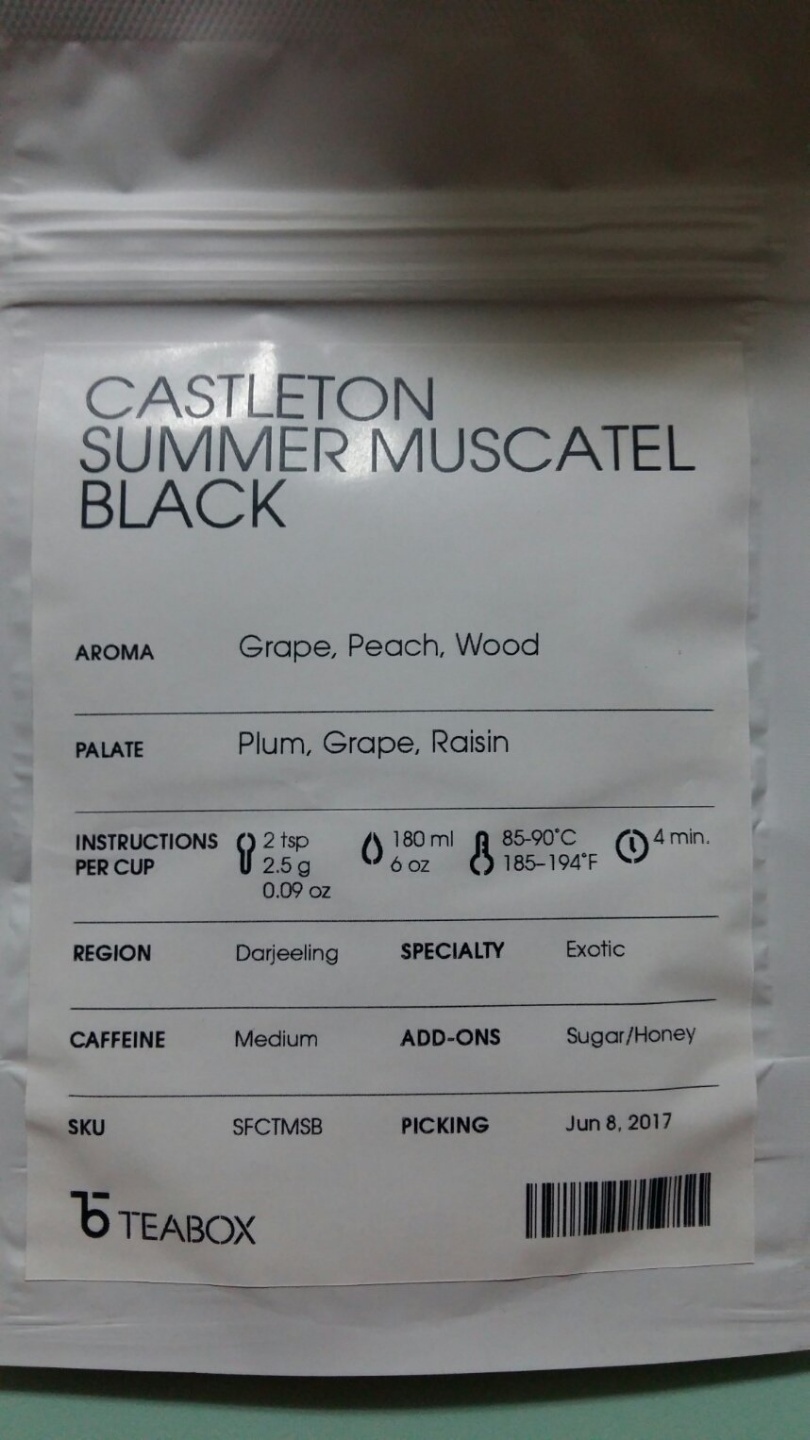 CASTLETON
SUMMER MUSCATEL
BLACK
AROMA Grape, Peach, Wood
PALATE Plum, Grape, Raisin
INSTRUCTIONS 2 tsp 180 ml 85-90°C 4 min.
PER CUP 2.5 g 6 oz 185-194°F
0.09 oz
REGION Darjeeling SPECIALTY Exotic
CAFFEINE Medium ADD-ONS Sugar/Honey
SKU SFCTMSB PICKING Jun 8, 2017
TEABOX